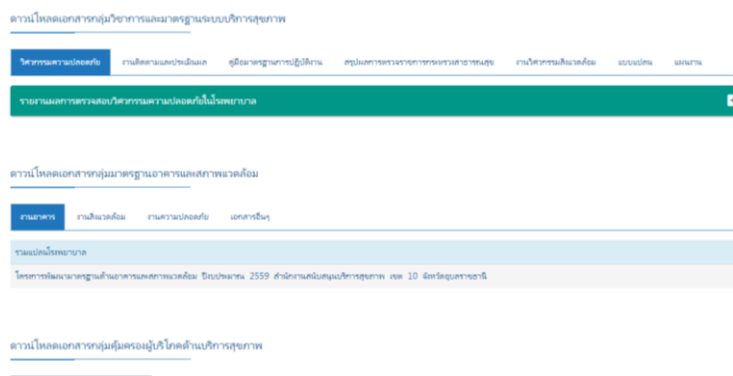 ดาวน์โหลดเอกสารกลุ่มวิชาการและมาตรฐานระบบบริการสุขภาพ
วิศวกรรมความปลอดภัย งานติดตามและประเมินผล คู่มือมาตรฐานการปฏิบัติงาน สรุปผลการตรวจราชการกระทรวงสาธารณสุข งานวิศวกรรมสิ่งแวดล้อม แบบแปลน แผนงาน
รายงานผลการตรวจสอบวิศวกรรมความปลอดภัยในโรงพยาบาล
ดาวน์โหลดเอกสารกลุ่มมาตรฐานอาคารและสภาพแวดล้อม
งานอาคาร งานสิ่งแวดล้อม งานความปลอดภัย เอกสารอื่นๆ
รวมแปลนโรงพยาบาล
โครงการพัฒนามาตรฐานด้านอาคารและสภาพแวดล้อม ปีงบประมาณ 2559 สำนักงานสนับสนุนบริการสุขภาพ เขต 10 จังหวัดอุบลราชธานี
ดาวน์โหลดเอกสารกลุ่มคุ้มครองผู้บริโภคด้านบริการสุขภาพ